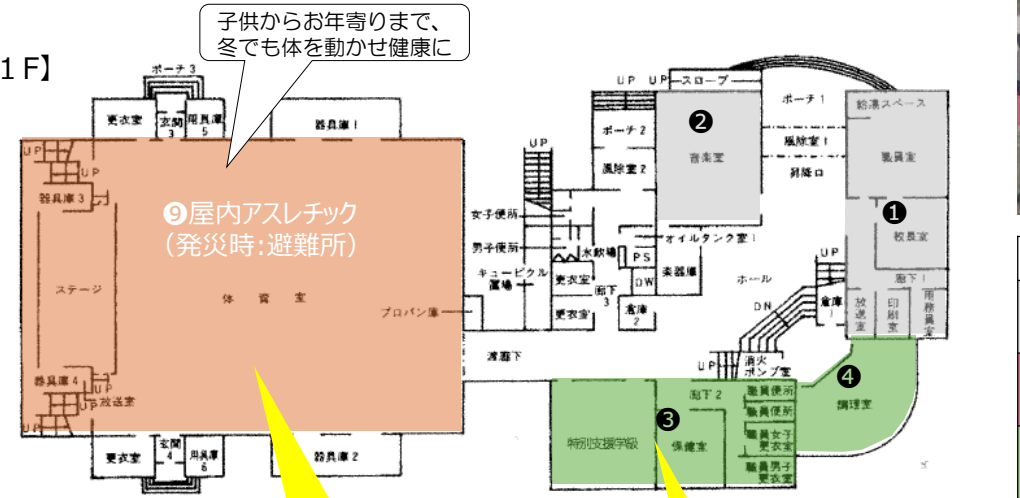 子供からお年寄りまで、
冬でも体を動かせ健康に
1F】
ポーチ3
更衣室
玄関
3
用具庫
5
器具庫1
UP
UP
器具庫3
❾屋内アスレチック
(発災時:避難所)
ステージ
体育室
プロパン庫
器具庫4
UP
UP
放送室
UP
更衣室
玄関
4
用具庫
6
器具庫2
UP
UP
UP
スロープ
ポーチ2
風除室2
❷
音楽室
ポーチ1
風除室1
昇降口
給湯スペース
職員室
❶
校長室
女子便所
男子便所
水飲場
PS
DW
オイルタンク室1
楽器庫
キュービクル
置場
更衣室
更衣室
廊下
3
倉庫
2
ホール
UP
DN
倉庫
1
廊下1
放送室
印刷室
用務員室
渡廊下
UP
消火
ポンプ室
廊下2
職員便所
職員便所
職員女子
更衣室
職員男子
更衣室
❸
特別支援学級
保健室
❹
調理室